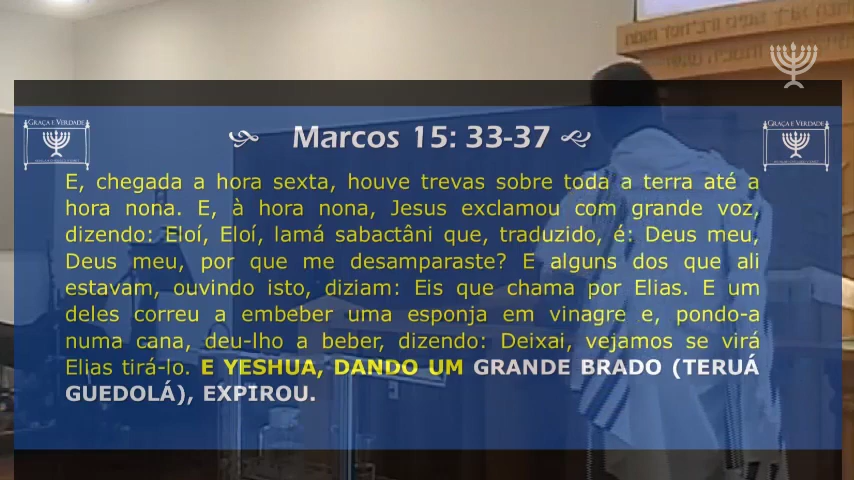 GRAÇA E VERDADE
GRAÇA E VERDADE
Marcos 15: 33-37
E, chegada a hora sexta, houve trevas sobre toda a terra até a
hora nona. E, à hora nona, Jesus exclamou com grande voz,
dizendo: Eloí, Eloí, lamá sabactâni que, traduzido, é: Deus meu,
Deus meu, por que me desamparaste? E alguns dos que ali
estavam, ouvindo isto, diziam: Eis que chama por Elias. E um
deles correu a embeber uma esponja em vinagre e, pondo-a
numa cana, deu-lho a beber, dizendo: Deixai, vejamos se virá
Elias tirá-lo. E YESHUA, DANDO UM GRANDE BRADO (TERUÁ
GUEDOLÁ), EXPIROU.